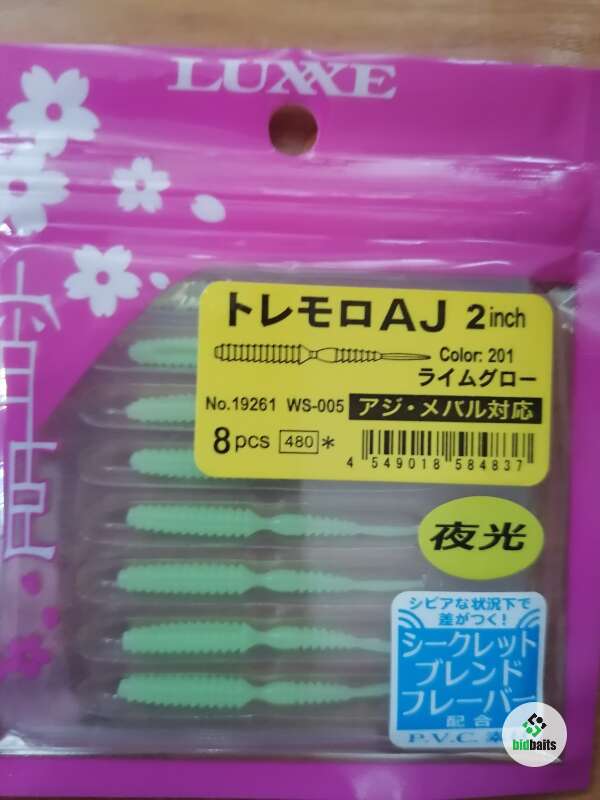 LUXXE
トレモロAJ 2inch
Color: 201
ライムグロー
No.19261 WS-005 アジ・メバル対応
8pcs 480*
4 549018 584837
夜光
シビアな状況下で
差がつく!
シークレット
ブレンド
フレーバー
配合
P.V.C.
bidbaits